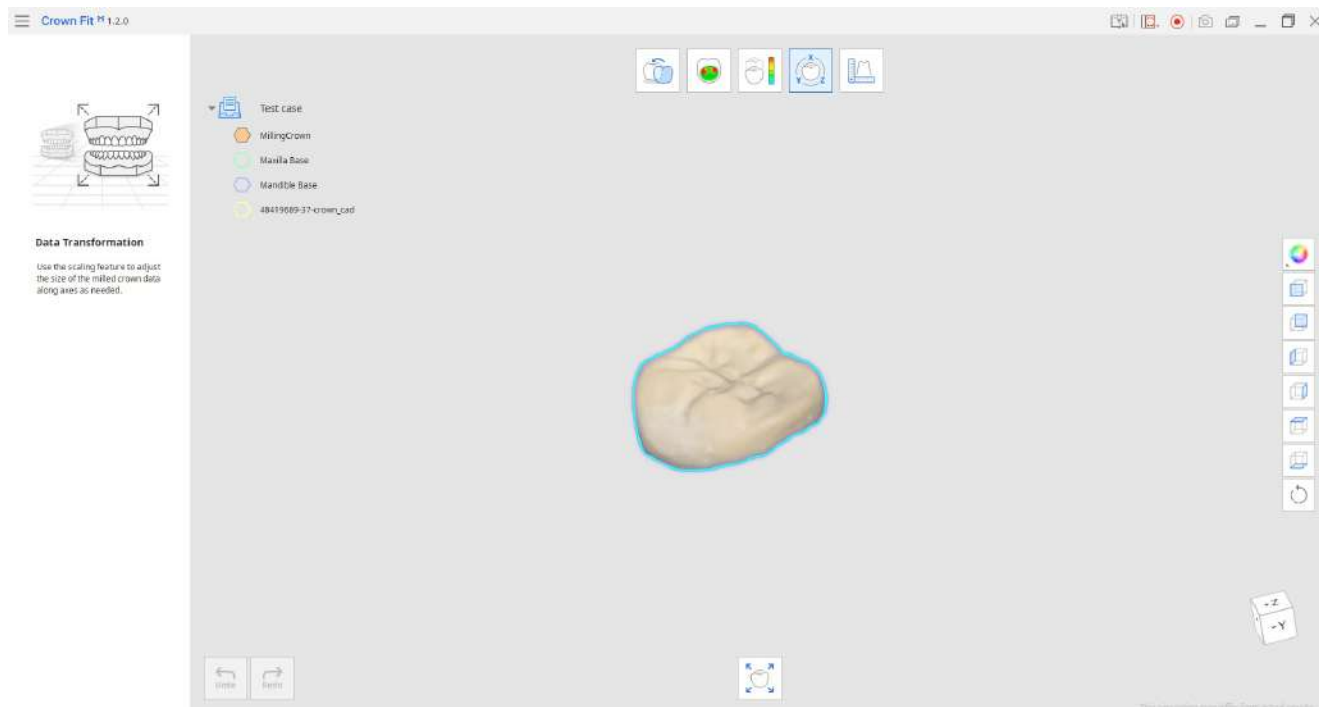 Crown Fit M 1.2.0
Test case
MillingCrown
Maxilla Base
Mandible Base
48419689-37-crown_cad
Data Transformation
Use the scaling feature to adjust
the size of the milled crown data
along axes as needed.
X
Y Z
-Z
-Y
Undo Redo